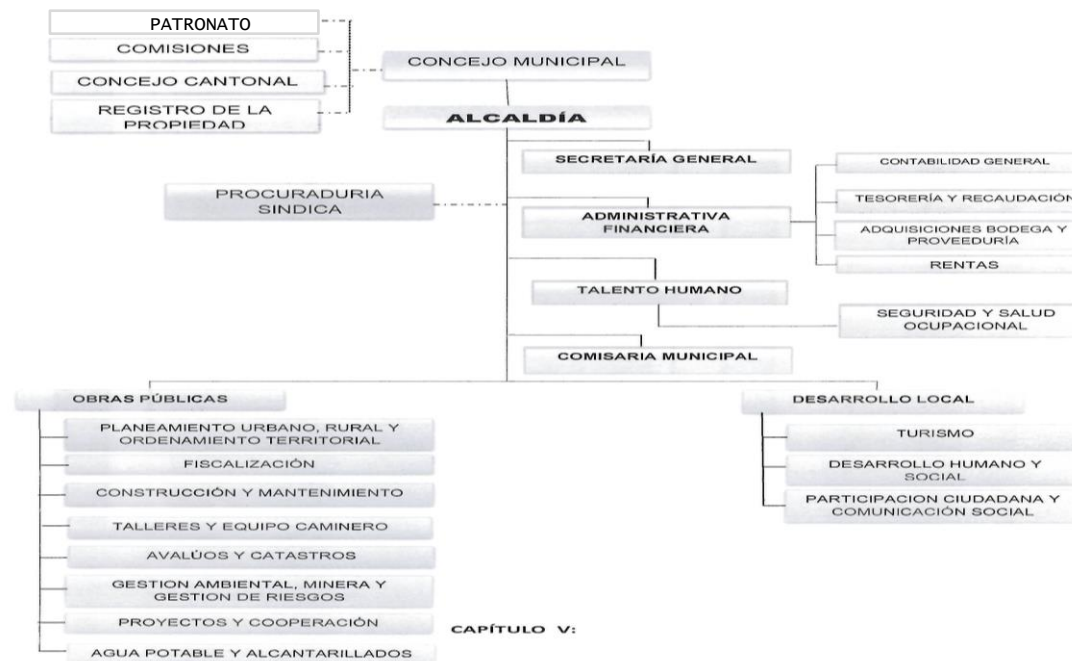 PATRONATO
COMISIONES
CONCEJO CANTONAL
REGISTRO DE LA
PROPIEDAD
CONCEJO MUNICIPAL
ALCALDÍA
SECRETARÍA GENERAL
PROCURADURIA
SINDICA
ADMINISTRATIVA
FINANCIERA
CONTABILIDAD GENERAL
TESORERÍA Y RECAUDACIÓN
ADQUISICIONES BODEGA Y
PROVEEDURÍA
RENTAS
TALENTO HUMANO
SEGURIDAD Y SALUD
OCUPACIONAL
COMISARIA MUNICIPAL
OBRAS PÚBLICAS
PLANEAMIENTO URBANO, RURAL Y
ORDENAMIENTO TERRITORIAL
FISCALIZACIÓN
CONSTRUCCIÓN Y MANTENIMIENTO
TALLERES Y EQUIPO CAMINERO
AVALÚOS Y CATASTROS
GESTION AMBIENTAL, MINERA Y
GESTION DE RIESGOS
PROYECTOS Y COOPERACIÓN
AGUA POTABLE Y ALCANTARILLADOS
DESARROLLO LOCAL
TURISMO
DESARROLLO HUMANO Y
SOCIAL
PARTICIPACION CIUDADANA Y
COMUNICACIÓN SOCIAL
CAPÍTULO V: